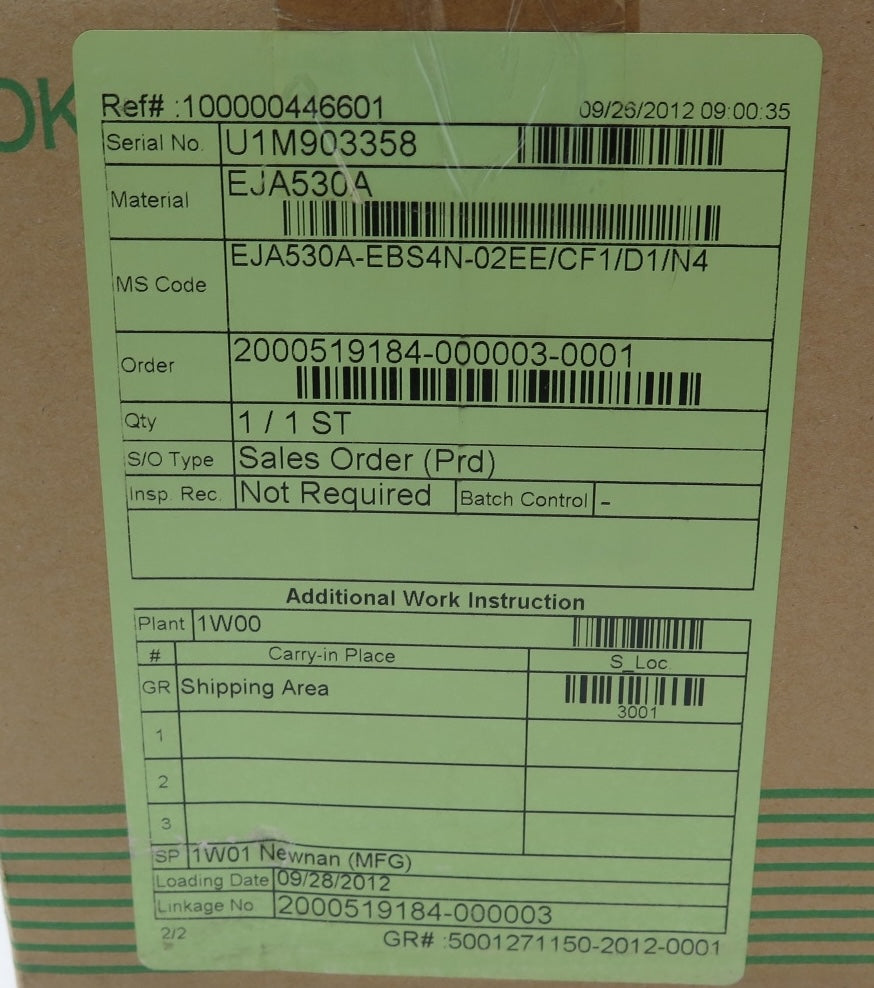 OK
Ref# :100000446601 09/26/2012 09:00:35
Serial No. U1M903358
Material EJA530A
MS Code EJA530A-EBS4N-02EE/CF1/D1/N4
Order 2000519184-000003-0001
Qty 1 / 1 ST
S/O Type Sales Order (Prd)
Insp. Rec. Not Required Batch Control -
Additional Work Instruction
Plant 1W00
# Carry-in Place S_Loc
GR Shipping Area 3001
1
2
3
SP 1W01 Newnan (MFG)
Loading Date 09/28/2012
Linkage No 2000519184-000003
2/2 GR# :5001271150-2012-0001